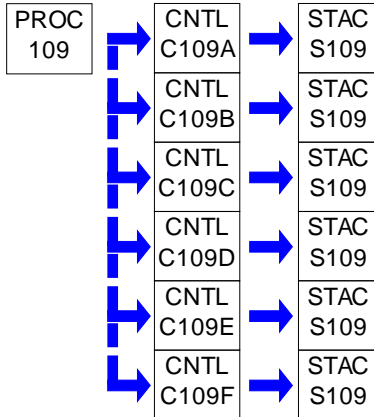 PROC
109
CNTL
C109A
STAC
S109
CNTL
C109B
STAC
S109
CNTL
C109C
STAC
S109
CNTL
C109D
STAC
S109
CNTL
C109E
STAC
S109
CNTL
C109F
STAC
S109